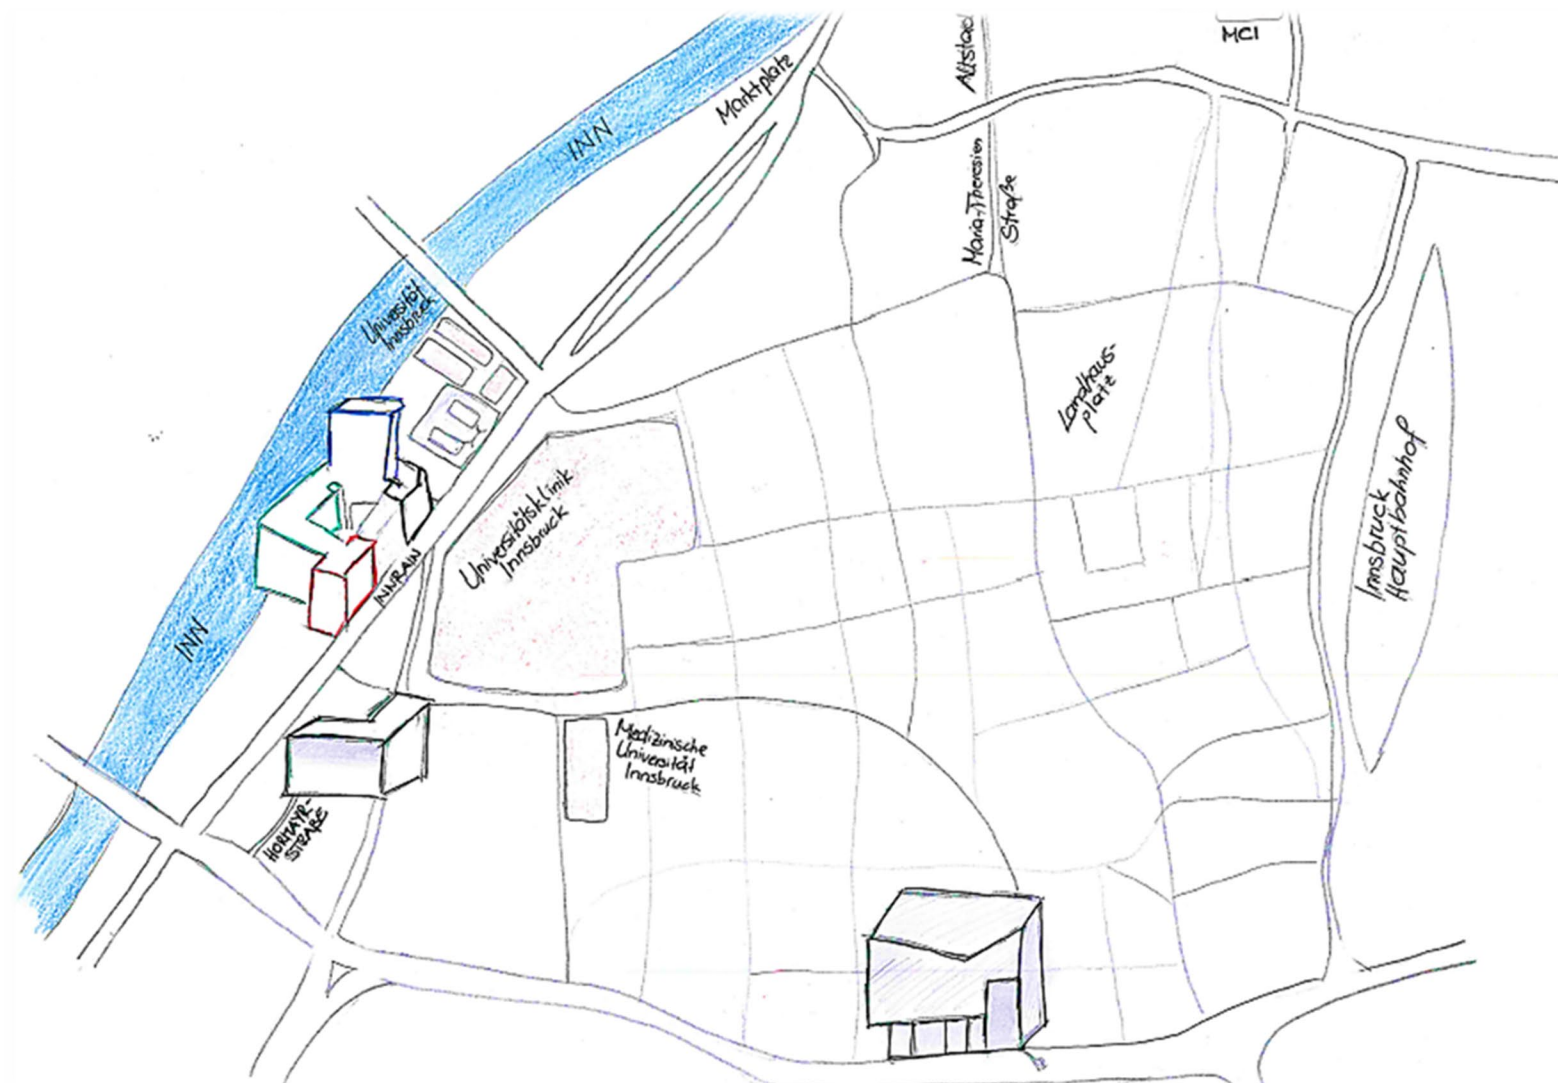 MCI
Altstadt
Marktplatz
INN
Maria-Theresien
Straße
Universität
Innsbruck
Landhaus-
platz
Innsbruck
Hauptbahnhof
Universitätsklinik
Innsbruck
INNRAIN
INN
Medizinische
Universität
Innsbruck
HORMAYR-
STRAßE